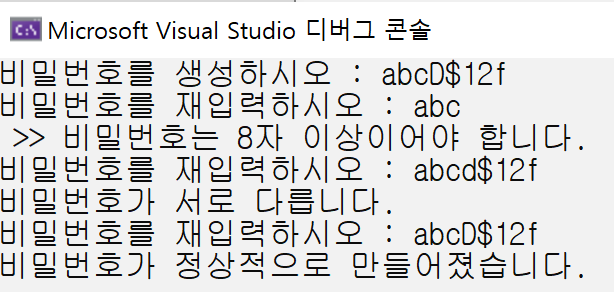 Microsoft Visual Studio 디버그 콘솔
비밀번호를 생성하시오 : abcD$12f
비밀번호를 재입력하시오 : abc
>> 비밀번호는 8자 이상이어야 합니다.
비밀번호를 재입력하시오 : abcd$12f
비밀번호가 서로 다릅니다.
비밀번호를 재입력하시오 : abcD$12f
비밀번호가 정상적으로 만들어졌습니다.